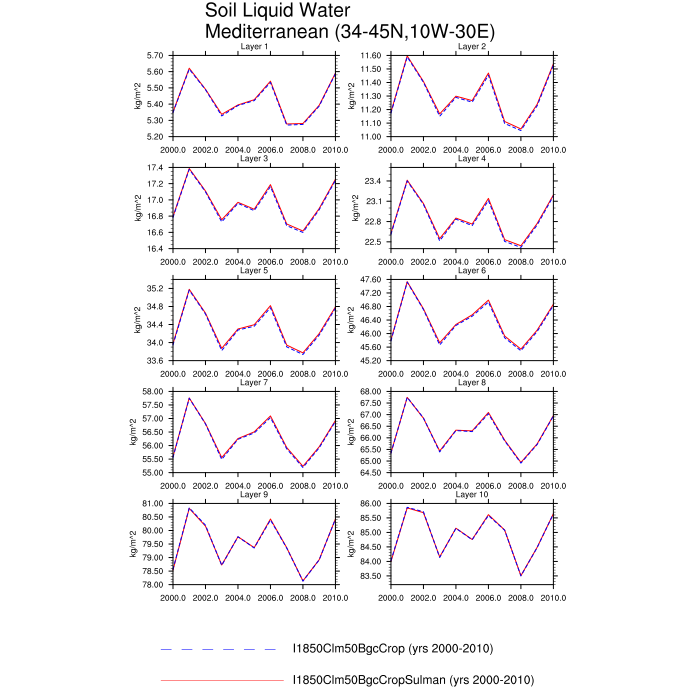 Soil Liquid Water
Mediterranean (34-45N,10W-30E)
Layer 1
5.70
5.60
5.50
5.40
5.30
5.20
kg/m^2
2000.0 2002.0 2004.0 2006.0 2008.0 2010.0
Layer 2
11.60
11.50
11.40
11.30
11.20
11.10
11.00
kg/m^2
2000.0 2002.0 2004.0 2006.0 2008.0 2010.0
Layer 3
17.4
17.2
17.0
16.8
16.6
16.4
kg/m^2
2000.0 2002.0 2004.0 2006.0 2008.0 2010.0
Layer 4
23.4
23.1
22.8
22.5
kg/m^2
2000.0 2002.0 2004.0 2006.0 2008.0 2010.0
Layer 5
35.2
34.8
34.4
34.0
33.6
kg/m^2
2000.0 2002.0 2004.0 2006.0 2008.0 2010.0
Layer 6
47.60
47.20
46.80
46.40
46.00
45.60
45.20
kg/m^2
2000.0 2002.0 2004.0 2006.0 2008.0 2010.0
Layer 7
58.00
57.50
57.00
56.50
56.00
55.50
55.00
kg/m^2
2000.0 2002.0 2004.0 2006.0 2008.0 2010.0
Layer 8
68.00
67.50
67.00
66.50
66.00
65.50
65.00
64.50
kg/m^2
2000.0 2002.0 2004.0 2006.0 2008.0 2010.0
Layer 9
81.00
80.50
80.00
79.50
79.00
78.50
78.00
kg/m^2
2000.0 2002.0 2004.0 2006.0 2008.0 2010.0
Layer 10
86.00
85.50
85.00
84.50
84.00
83.50
kg/m^2
2000.0 2002.0 2004.0 2006.0 2008.0 2010.0
I1850Clm50BgcCrop (yrs 2000-2010)
I1850Clm50BgcCropSulman (yrs 2000-2010)